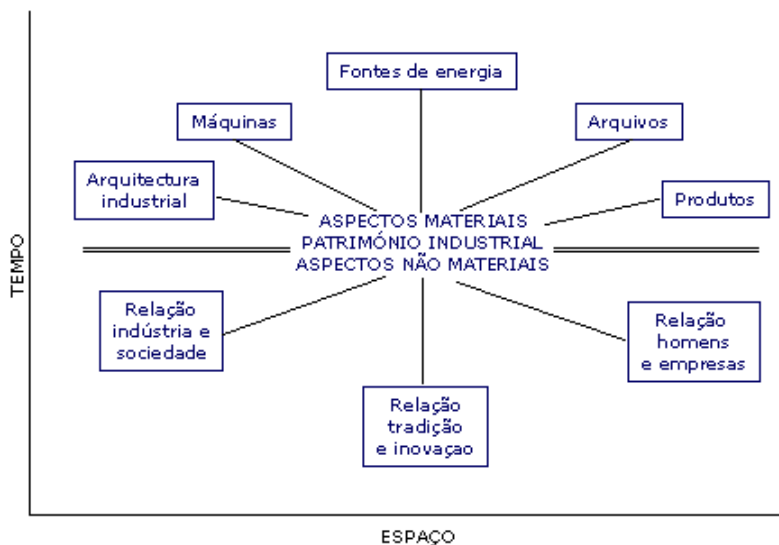 Fontes de energia
Máquinas
Arquivos
Arquitectura
industrial
Produtos
ASPECTOS MATERIAIS
PATRIMÓNIO INDUSTRIAL
ASPECTOS NÃO MATERIAIS
TEMPO
Relação
indústria e
sociedade
Relação
homens
e empresas
Relação
tradição
e inovaçao
ESPAÇO